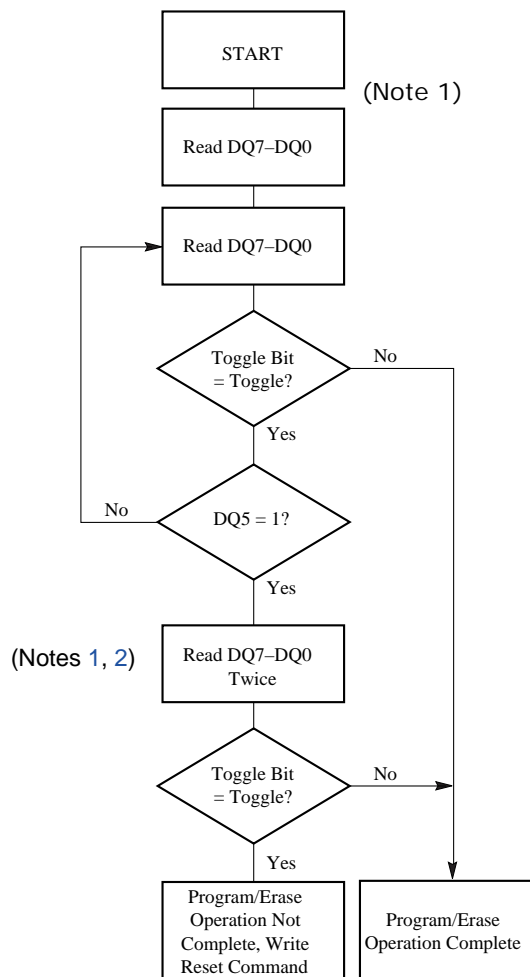 START
(Note 1)
Read DQ7–DQ0
Read DQ7–DQ0
Toggle Bit
= Toggle?
No
Yes
No
DQ5 = 1?
Yes
(Notes 1, 2)
Read DQ7–DQ0
Twice
Toggle Bit
= Toggle?
No
Yes
Program/Erase
Operation Not
Complete, Write
Reset Command
Program/Erase
Operation Complete